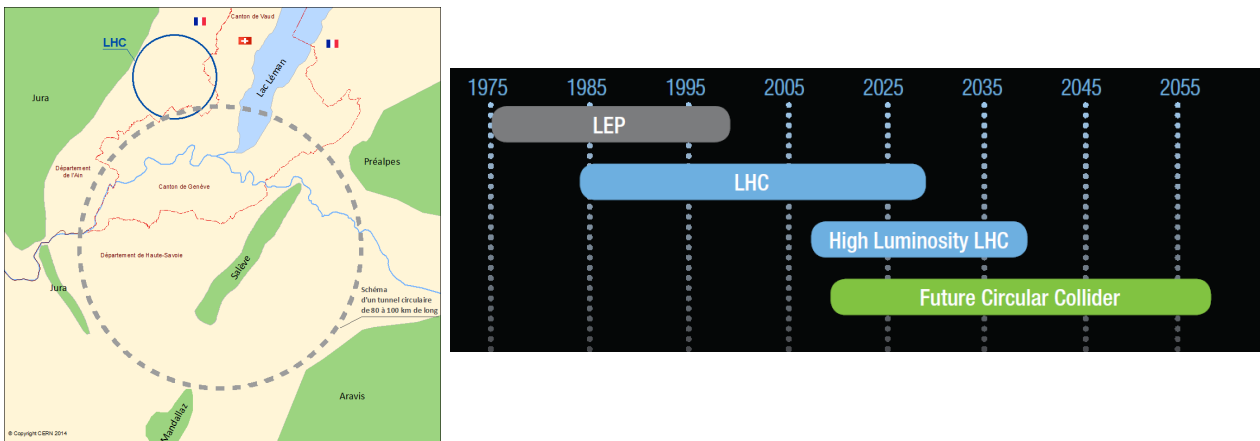 Canton de Vaud
LHC
Lac Léman
Jura
Préalpes
Département
de l'Ain
Canton de Genève
Département de Haute-Savoie
Salève
Jura
Schéma
d'un tunnel circulaire
de 80 à 100 km de long
Aravis
Mandallaz
© Copyright CERN 2014
1975 1985 1995 2005 2025 2035 2045 2055
LEP
LHC
High Luminosity LHC
Future Circular Collider